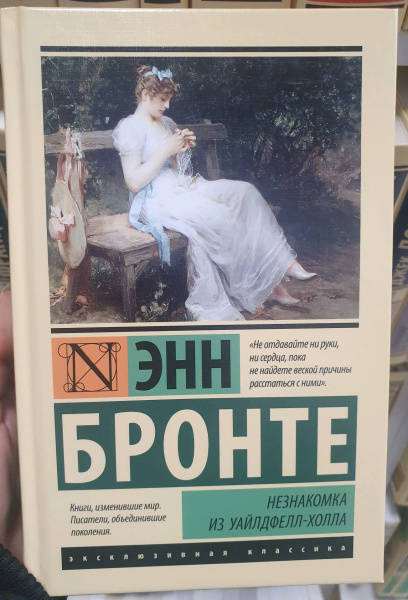 N
ЭНН
«Не отдавайте ни руки,
ни сердца, пока
не найдете веской причины
расстаться с ними».
БРОНТЕ
Книги, изменившие мир.
Писатели, объединившие
поколения.
НЕЗНАКОМКА
ИЗ УАЙЛДФЕЛЛ-ХОЛЛА
эксклюзивная классика